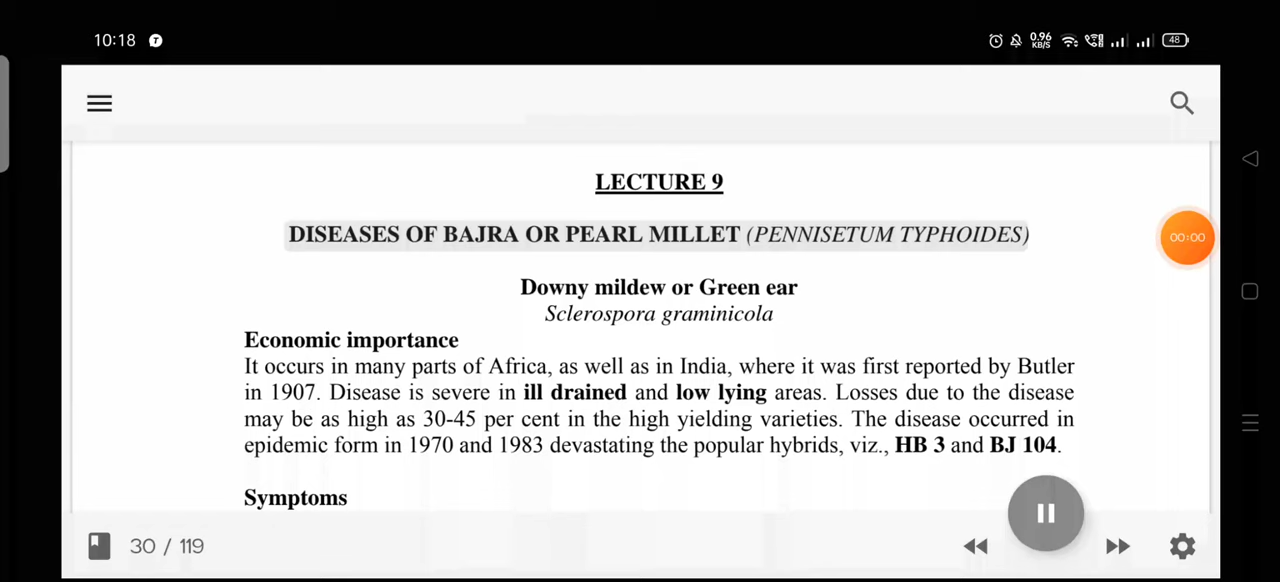 10:18
0.96
KB/S
48
LECTURE 9
DISEASES OF BAJRA OR PEARL MILLET (PENNISETUM TYPHOIDES)
00:00
Downy mildew or Green ear
Sclerospora graminicola
Economic importance
It occurs in many parts of Africa, as well as in India, where it was first reported by Butler
in 1907. Disease is severe in ill drained and low lying areas. Losses due to the disease
may be as high as 30-45 per cent in the high yielding varieties. The disease occurred in
epidemic form in 1970 and 1983 devastating the popular hybrids, viz., HB 3 and BJ 104.
Symptoms
30 / 119